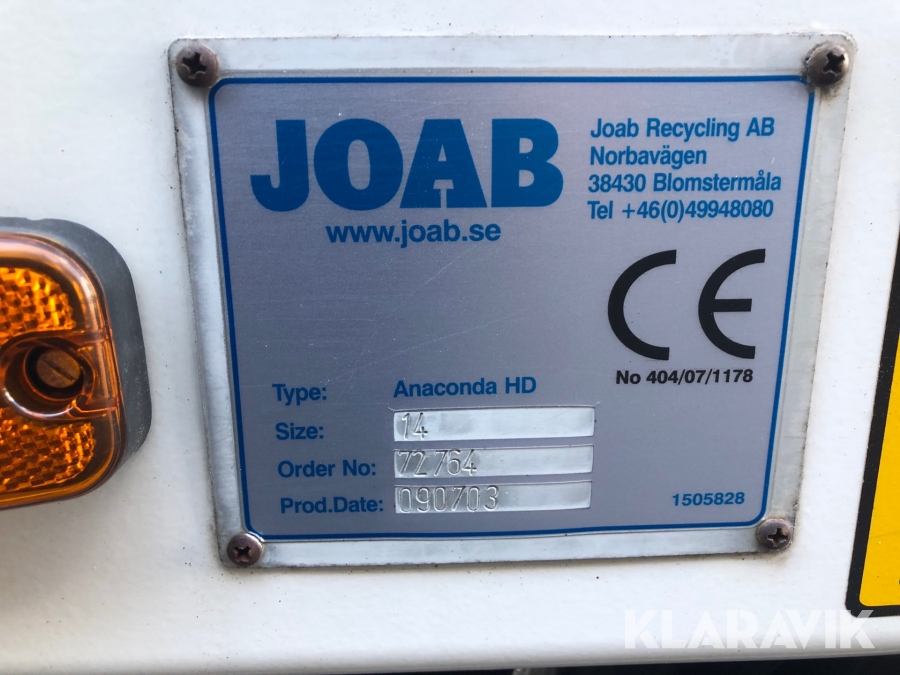 JOAB
www.joab.se
Joab Recycling AB
Norbavägen
38430 Blomstermåla
Tel +46(0)49948080
CE
No 404/07/1178
Type: Anaconda HD
Size: 14
Order No: 72764
Prod.Date: 090703
1505828
KLARAVIK